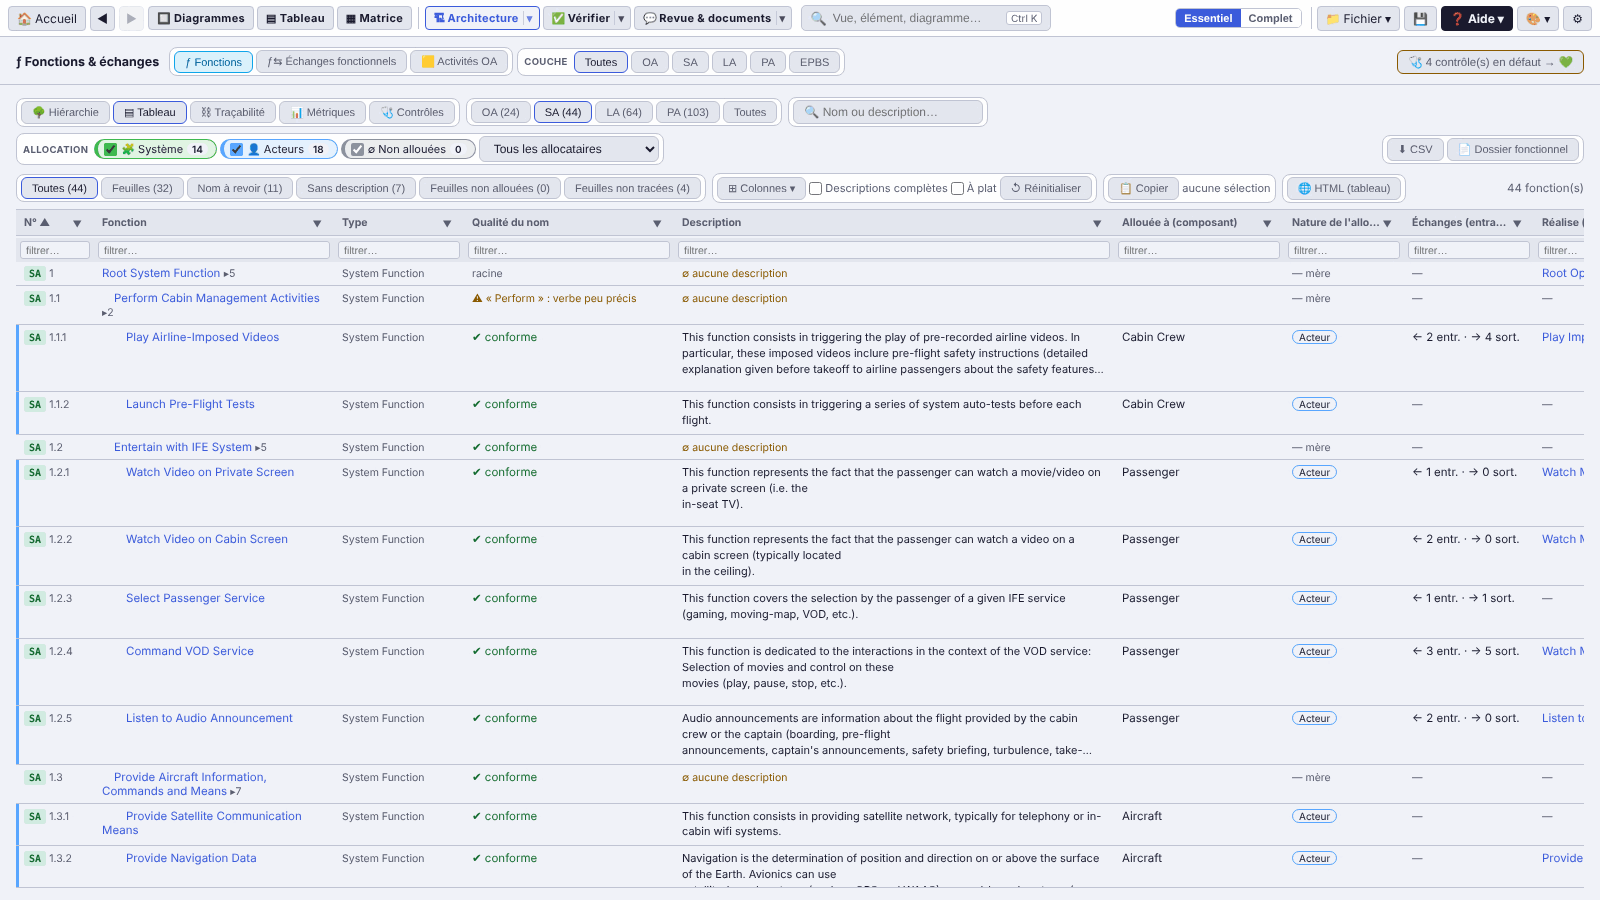 🏠 Accueil ◀ ▶ 🔲 Diagrammes ▤ Tableau ▦ Matrice 🏗 Architecture ▾ ✅ Vérifier ▾ 💬 Revue & documents ▾ 🔍 Vue, élément, diagramme… Ctrl K Essentiel Complet 📁 Fichier ▾ 💾 ❓ Aide ▾ 🎨 ▾ ⚙
ƒ Fonctions & échanges ƒ Fonctions ƒ⇆ Échanges fonctionnels 🟨 Activités OA COUCHE Toutes OA SA LA PA EPBS 🩺 4 contrôle(s) en défaut → 💚
🌳 Hiérarchie ▤ Tableau ⛓ Traçabilité 📊 Métriques 🩺 Contrôles OA (24) SA (44) LA (64) PA (103) Toutes 🔍 Nom ou description…
ALLOCATION 🧩 Système 14 👤 Acteurs 18 ∅ Non allouées 0 Tous les allocataires ⬇ CSV 📄 Dossier fonctionnel
Toutes (44) Feuilles (32) Nom à revoir (11) Sans description (7) Feuilles non allouées (0) Feuilles non tracées (4) ⊞ Colonnes ▾ Descriptions complètes À plat ↺ Réinitialiser 📋 Copier aucune sélection 🌐 HTML (tableau) 44 fonction(s)
N° ▲ ▼ Fonction ▼ Type ▼ Qualité du nom ▼ Description ▼ Allouée à (composant) ▼ Nature de l'allo… ▼ Échanges (entra… ▼ Réalise (
filtrer… filtrer… filtrer… filtrer… filtrer… filtrer… filtrer… filtrer… filtrer…
SA 1 Root System Function ▸5 System Function racine ∅ aucune description — mère — Root Op
SA 1.1 Perform Cabin Management Activities System Function ⚠ « Perform » : verbe peu précis ∅ aucune description — mère — —
▸2
SA 1.1.1 Play Airline-Imposed Videos System Function ✔ conforme This function consists in triggering the play of pre-recorded airline videos. In Cabin Crew Acteur ← 2 entr. · → 4 sort. Play Imp
particular, these imposed videos inclure pre-flight safety instructions (detailed
explanation given before takeoff to airline passengers about the safety features…
SA 1.1.2 Launch Pre-Flight Tests System Function ✔ conforme This function consists in triggering a series of system auto-tests before each Cabin Crew Acteur — —
flight.
SA 1.2 Entertain with IFE System ▸5 System Function ✔ conforme ∅ aucune description — mère — —
SA 1.2.1 Watch Video on Private Screen System Function ✔ conforme This function represents the fact that the passenger can watch a movie/video on Passenger Acteur ← 1 entr. · → 0 sort. Watch M
a private screen (i.e. the
in-seat TV).
SA 1.2.2 Watch Video on Cabin Screen System Function ✔ conforme This function represents the fact that the passenger can watch a video on a Passenger Acteur ← 2 entr. · → 0 sort. Watch M
cabin screen (typically located
in the ceiling).
SA 1.2.3 Select Passenger Service System Function ✔ conforme This function covers the selection by the passenger of a given IFE service Passenger Acteur ← 1 entr. · → 1 sort. —
(gaming, moving-map, VOD, etc.).
SA 1.2.4 Command VOD Service System Function ✔ conforme This function is dedicated to the interactions in the context of the VOD service: Passenger Acteur ← 3 entr. · → 5 sort. Watch M
Selection of movies and control on these
movies (play, pause, stop, etc.).
SA 1.2.5 Listen to Audio Announcement System Function ✔ conforme Audio announcements are information about the flight provided by the cabin Passenger Acteur ← 2 entr. · → 0 sort. Listen to
crew or the captain (boarding, pre-flight
announcements, captain's announcements, safety briefing, turbulence, take-…
SA 1.3 Provide Aircraft Information, System Function ✔ conforme ∅ aucune description — mère — —
Commands and Means ▸7
SA 1.3.1 Provide Satellite Communication System Function ✔ conforme This function consists in providing satellite network, typically for telephony or in- Aircraft Acteur — —
Means cabin wifi systems.
SA 1.3.2 Provide Navigation Data System Function ✔ conforme Navigation is the determination of position and direction on or above the surface Aircraft Acteur — Provide
of the Earth. Avionics can use